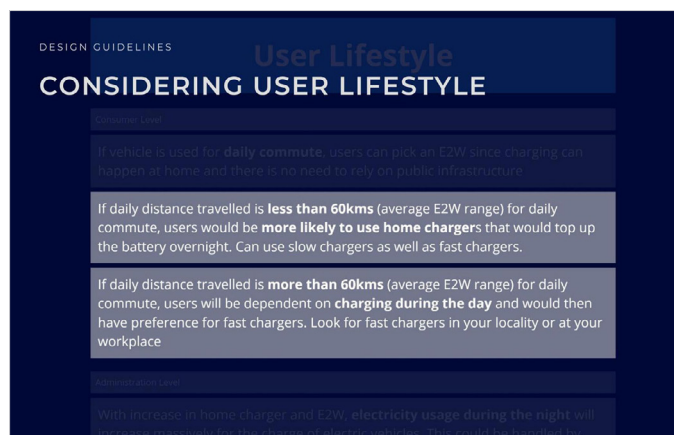 DESIGN GUIDELINES
User Lifestyle
CONSIDERING USER LIFESTYLE
Consumer Level
If vehicle is used for daily commute, users can pick an E2W since charging can
happen at home and there is no need to rely on public infrastructure
If daily distance travelled is less than 60kms (average E2W range) for daily
commute, users would be more likely to use home chargers that would top up
the battery overnight. Can use slow chargers as well as fast chargers.
If daily distance travelled is more than 60kms (average E2W range) for daily
commute, users will be dependent on charging during the day and would then
have preference for fast chargers. Look for fast chargers in your locality or at your
workplace
Administration Level
With increase in home charger and E2W, electricity usage during the night will
increase massively for the charge of electric vehicles. This could be handled by